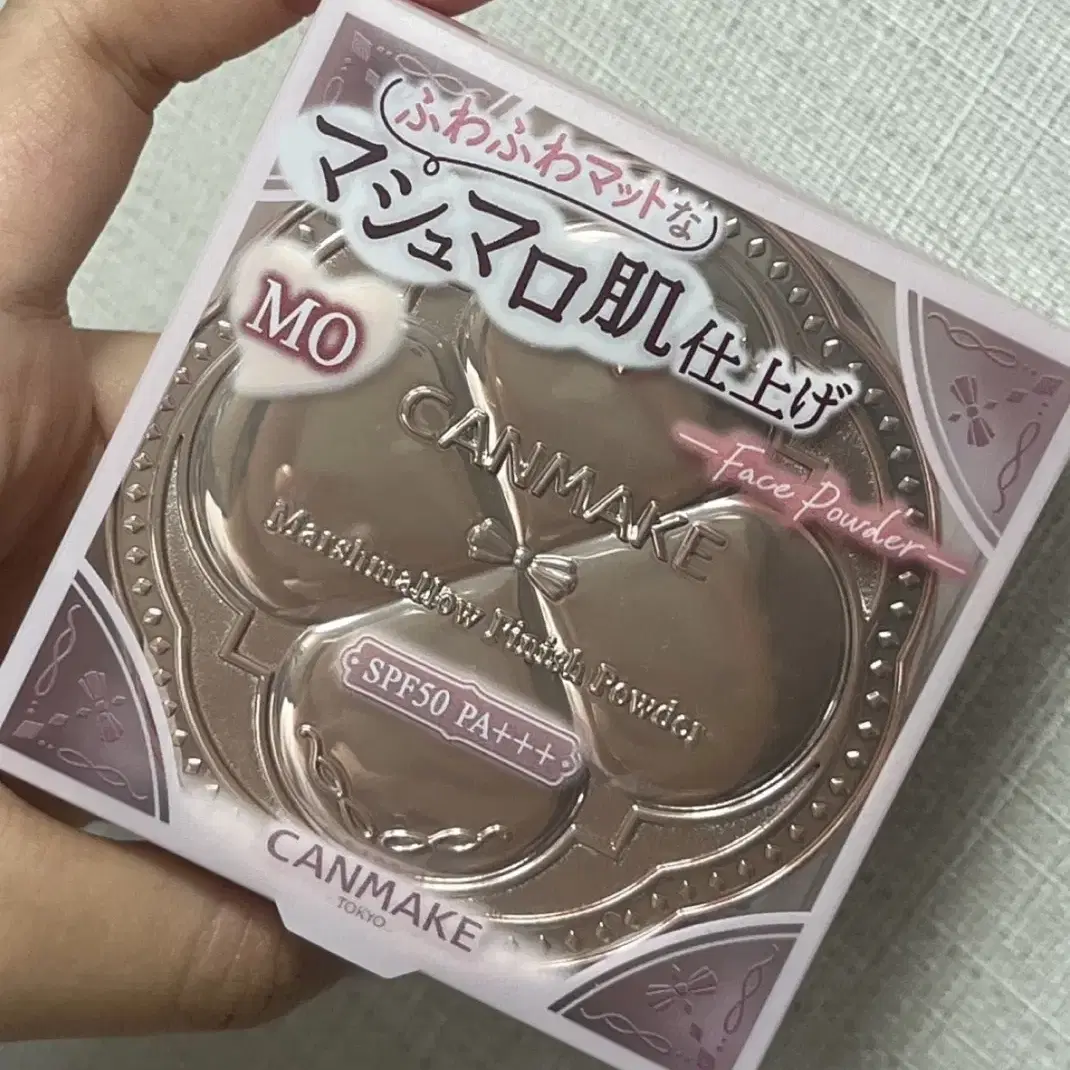 ふわふわマットな
マシュマロ肌仕上げ
MO
Face Powder
CANMAKE
Marshmallow Finish Powder
SPF50 PA+++
CANMAKE
TOKYO